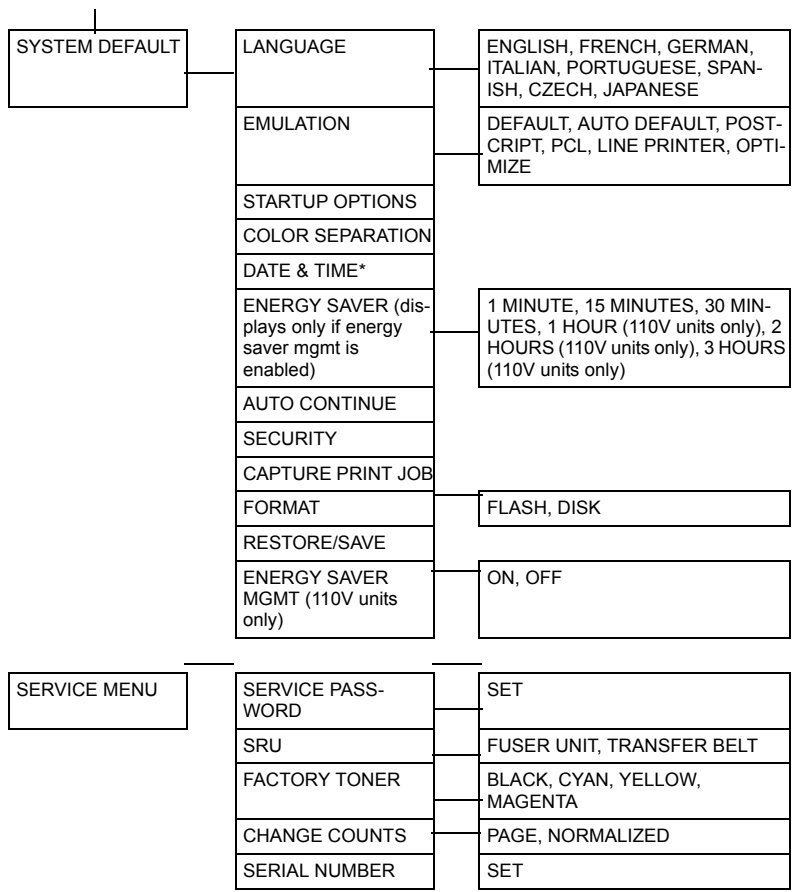 SYSTEM DEFAULT
LANGUAGE
ENGLISH, FRENCH, GERMAN,
ITALIAN, PORTUGUESE, SPAN-
ISH, CZECH, JAPANESE
EMULATION
DEFAULT, AUTO DEFAULT, POST-
CRIPT, PCL, LINE PRINTER, OPTI-
MIZE
STARTUP OPTIONS
COLOR SEPARATION
DATE & TIME*
ENERGY SAVER (dis-
plays only if energy
saver mgmt is
enabled)
1 MINUTE, 15 MINUTES, 30 MIN-
UTES, 1 HOUR (110V units only), 2
HOURS (110V units only), 3 HOURS
(110V units only)
AUTO CONTINUE
SECURITY
CAPTURE PRINT JOB
FORMAT
FLASH, DISK
RESTORE/SAVE
ENERGY SAVER
MGMT (110V units
only)
ON, OFF
SERVICE MENU
SERVICE PASS-
WORD
SET
SRU
FUSER UNIT, TRANSFER BELT
FACTORY TONER
BLACK, CYAN, YELLOW,
MAGENTA
CHANGE COUNTS
PAGE, NORMALIZED
SERIAL NUMBER
SET